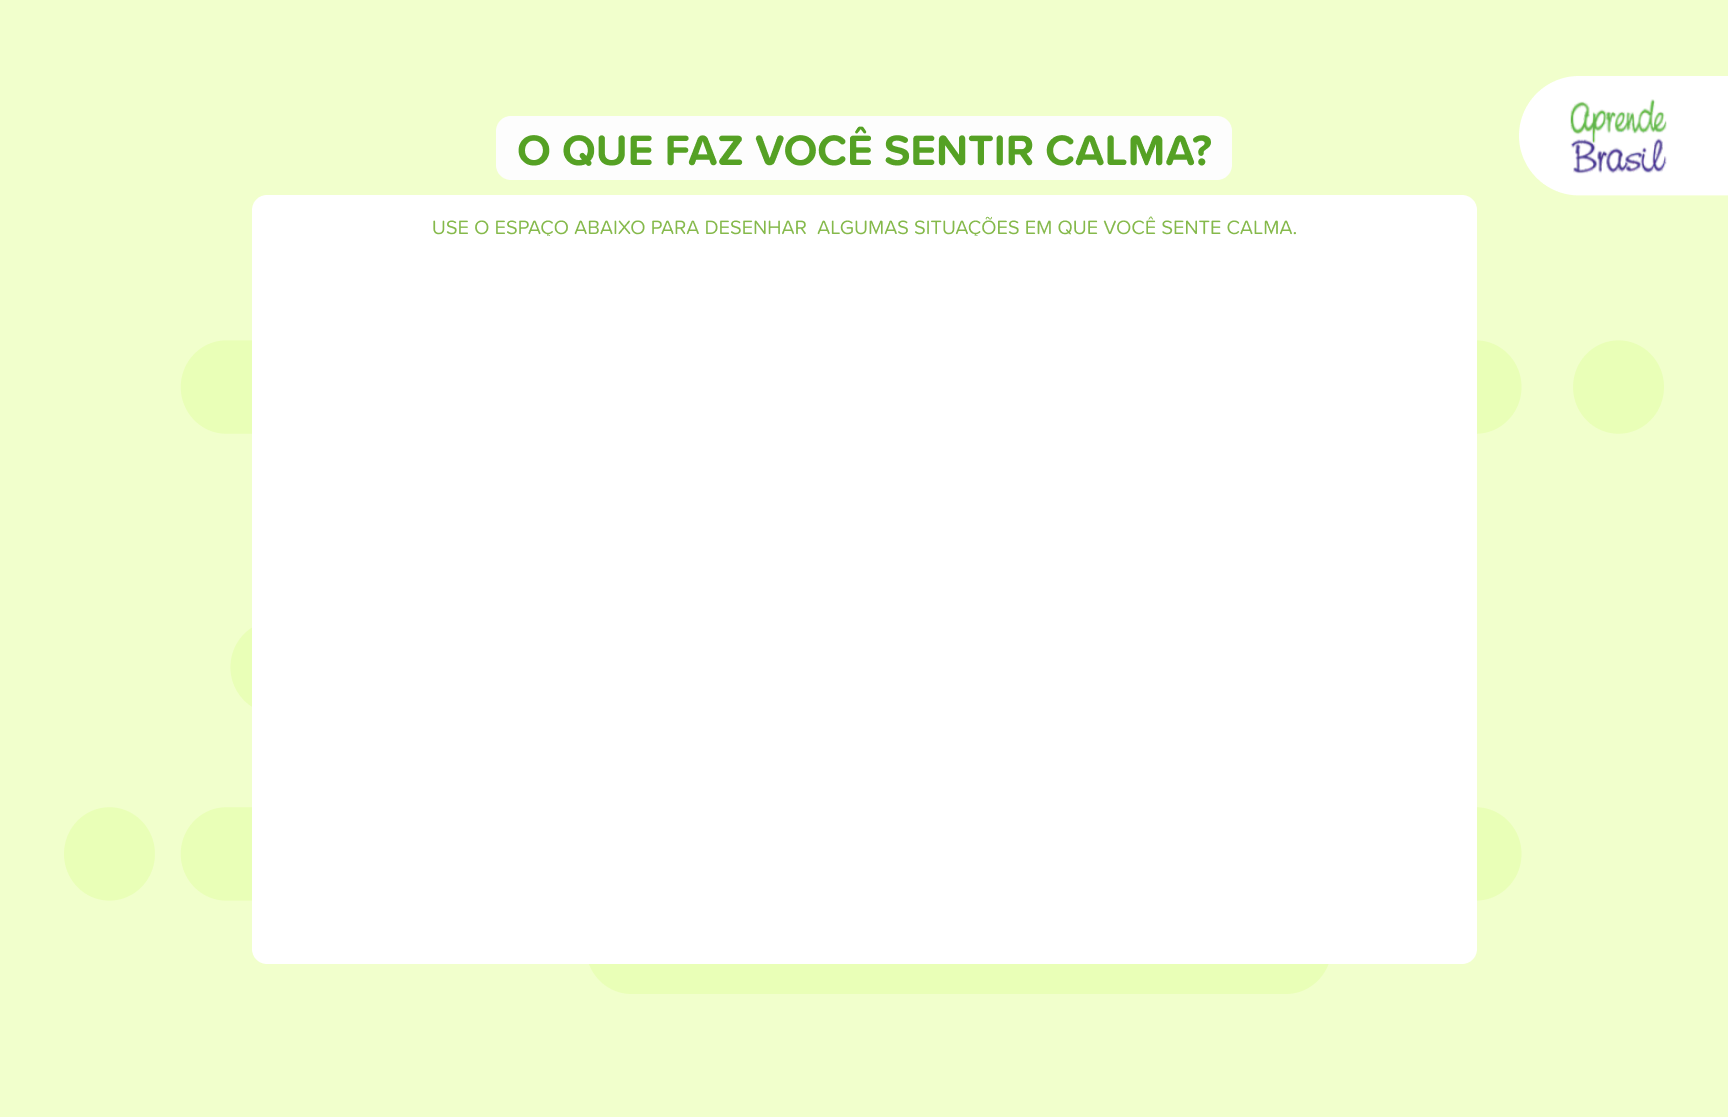 O QUE FAZ VOCÊ SENTIR CALMA?
aprende
Brasil
USE O ESPAÇO ABAIXO PARA DESENHAR  ALGUMAS SITUAÇÕES EM QUE VOCÊ SENTE CALMA.